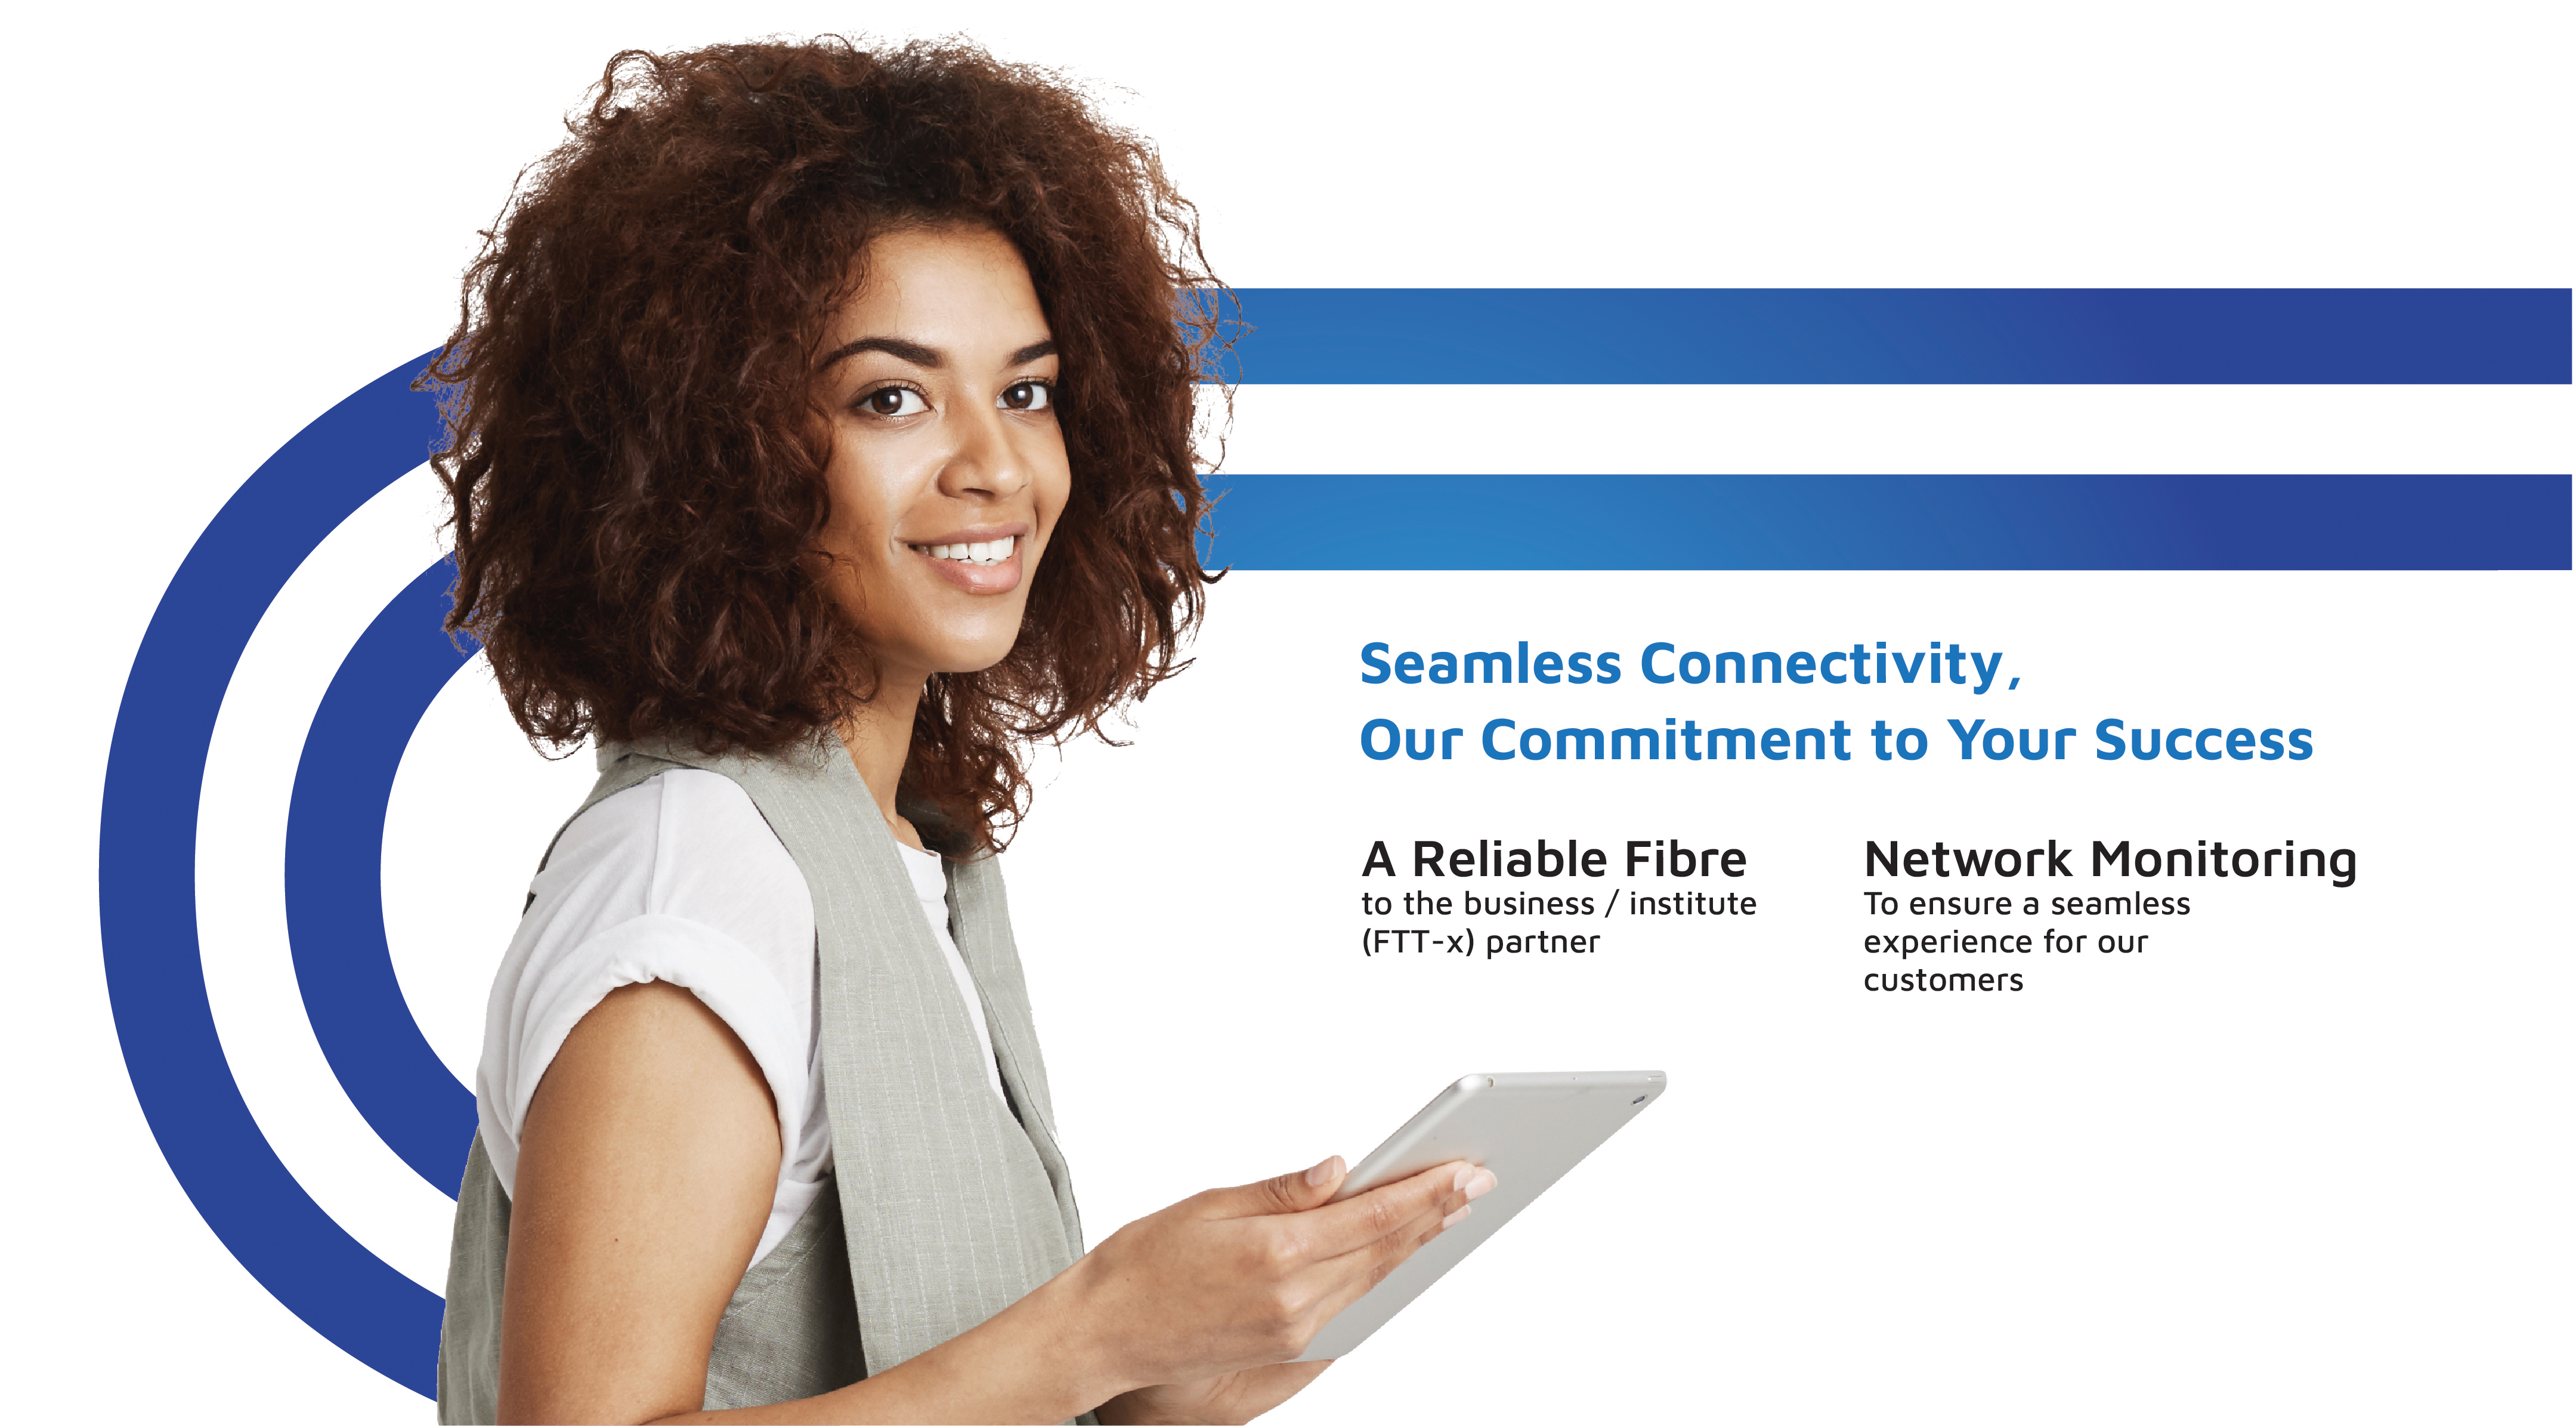 Seamless Connectivity,
Our Commitment to Your Success
A Reliable Fibre
to the business / institute
(FTT-x) partner
Network Monitoring
To ensure a seamless
experience for our
customers